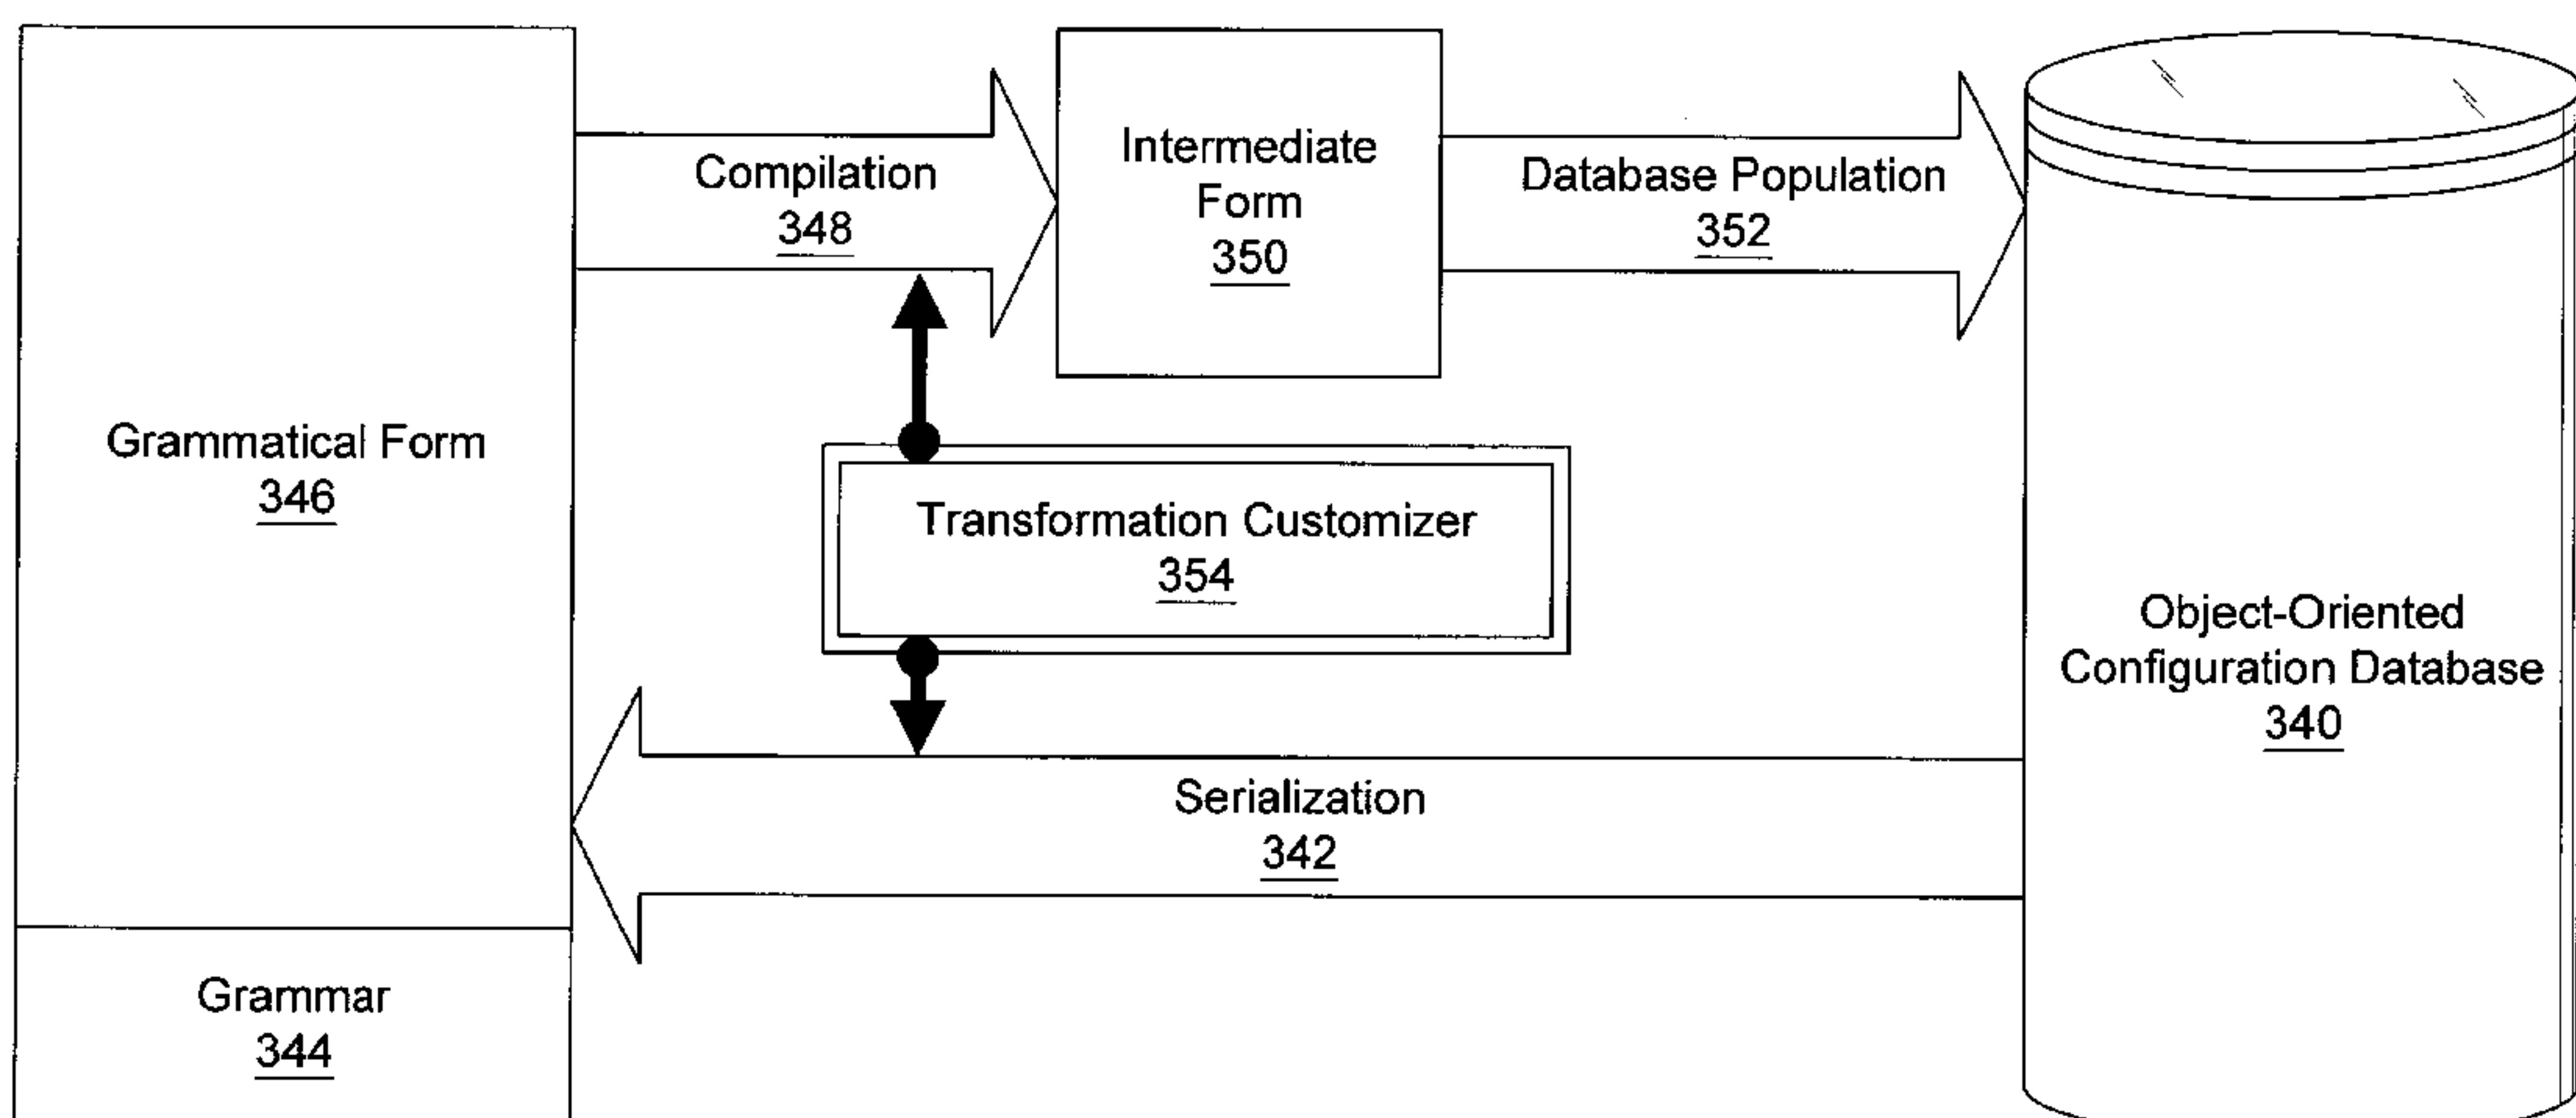 Compilation
348
Intermediate
Form
350
Database Population
352
Grammatical Form
346
Transformation Customizer
354
Object-Oriented
Configuration Database
340
Serialization
342
Grammar
344